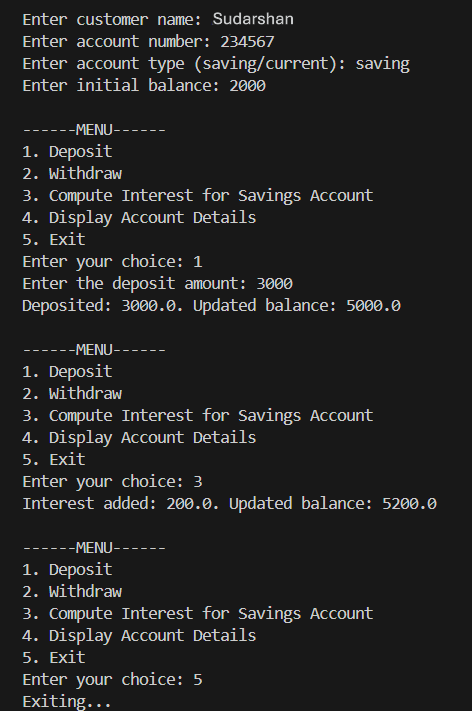 Enter customer name: Sudarshan
Enter account number: 234567
Enter account type (saving/current): saving
Enter initial balance: 2000

------MENU------
1. Deposit
2. Withdraw
3. Compute Interest for Savings Account
4. Display Account Details
5. Exit
Enter your choice: 1
Enter the deposit amount: 3000
Deposited: 3000.0. Updated balance: 5000.0

------MENU------
1. Deposit
2. Withdraw
3. Compute Interest for Savings Account
4. Display Account Details
5. Exit
Enter your choice: 3
Interest added: 200.0. Updated balance: 5200.0

------MENU------
1. Deposit
2. Withdraw
3. Compute Interest for Savings Account
4. Display Account Details
5. Exit
Enter your choice: 5
Exiting...